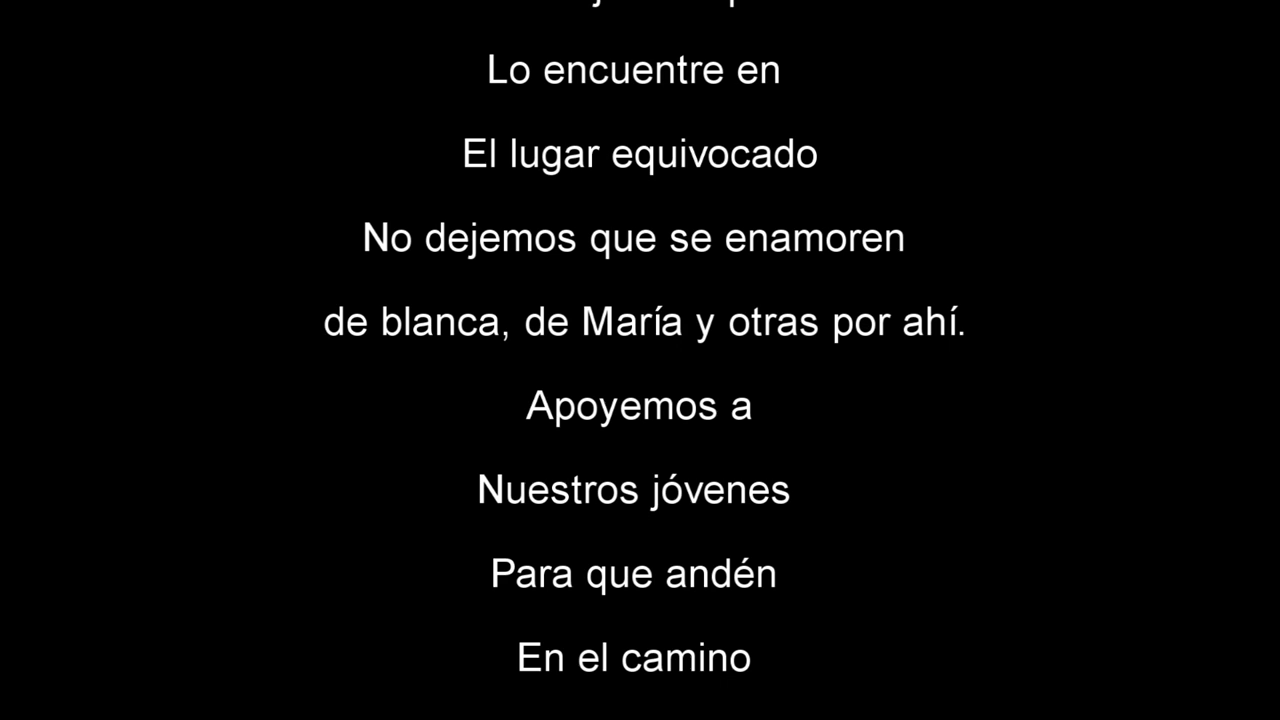 Lo encuentre en
El lugar equivocado
No dejemos que se enamoren
de blanca, de María y otras por ahí.
Apoyemos a
Nuestros jóvenes
Para que andén
En el camino